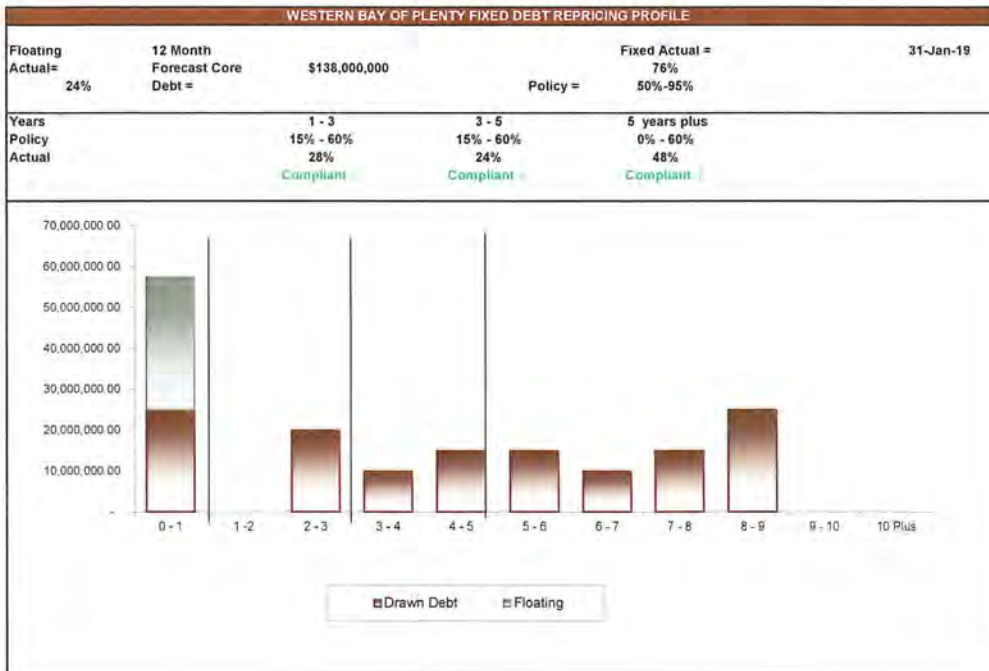 WESTERN BAY OF PLENTY FIXED DEBT REPRICING PROFILE
Floating 12 Month Fixed Actual = 31-Jan-19
Actual= Forecast Core $138,000,000 76%
24% Debt = Policy = 50%-95%
Years 1 - 3 3 - 5 5 years plus
Policy 15% - 60% 15% - 60% 0% - 60%
Actual 28% 24% 48%
Compliant Compliant Compliant
70,000,000.00
60,000,000.00
50,000,000.00
40,000,000.00
30,000,000.00
20,000,000.00
10,000,000.00
-
0 - 1 1 -2 2 - 3 3 - 4 4 - 5 5 - 6 6 - 7 7 - 8 8 - 9 9 - 10 10 Plus
Drawn Debt Floating